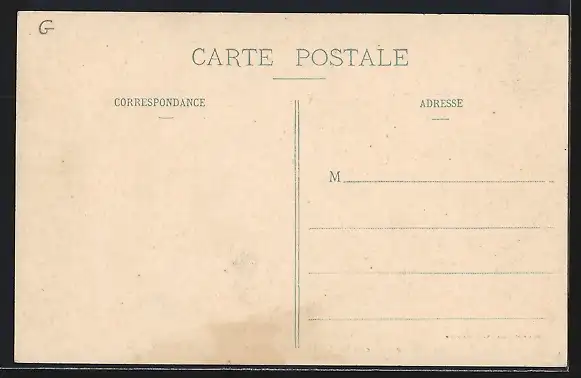 G
CARTE POSTALE
CORRESPONDANCE
ADRESSE
M